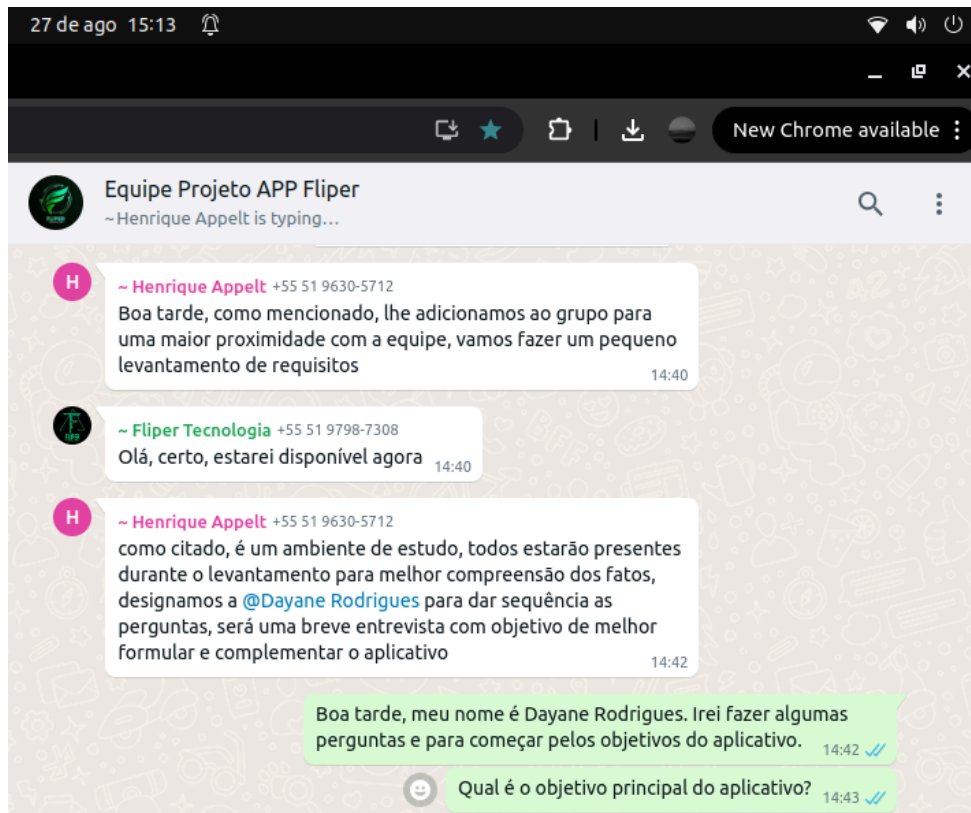 27 de ago 15:13
New Chrome available
Equipe Projeto APP Fliper
~Henrique Appelt is typing...
H
~ Henrique Appelt +55 51 9630-5712
Boa tarde, como mencionado, lhe adicionamos ao grupo para
uma maior proximidade com a equipe, vamos fazer um pequeno
levantamento de requisitos
14:40
~ Fliper Tecnologia +55 51 9798-7308
Olá, certo, estarei disponível agora 14:40
H
~ Henrique Appelt +55 51 9630-5712
como citado, é um ambiente de estudo, todos estarão presentes
durante o levantamento para melhor compreensão dos fatos,
designamos a @Dayane Rodrigues para dar sequência as
perguntas, será uma breve entrevista com objetivo de melhor
formular e complementar o aplicativo
14:42
Boa tarde, meu nome é Dayane Rodrigues. Irei fazer algumas
perguntas e para começar pelos objetivos do aplicativo. 14:42
Qual é o objetivo principal do aplicativo? 14:43